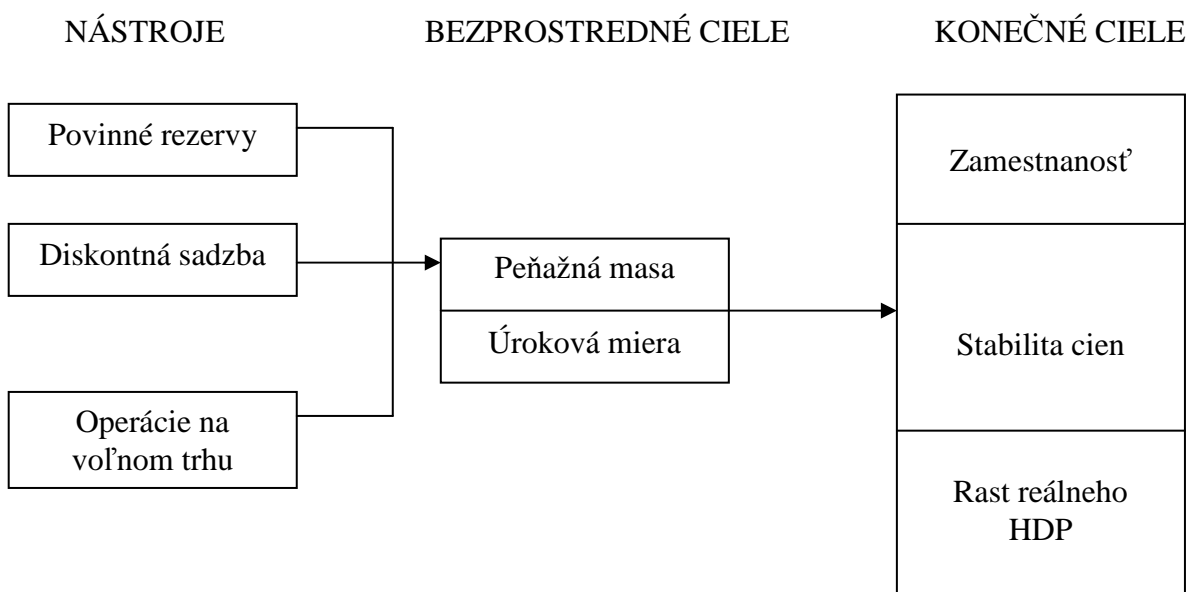 NÁSTROJE
BEZPROSTREDNÉ CIELE
KONEČNÉ CIELE
Povinné rezervy
Diskontná sadzba
Operácie na
voľnom trhu
Peňažná masa
Úroková miera
Zamestnanosť
Stabilita cien
Rast reálneho
HDP